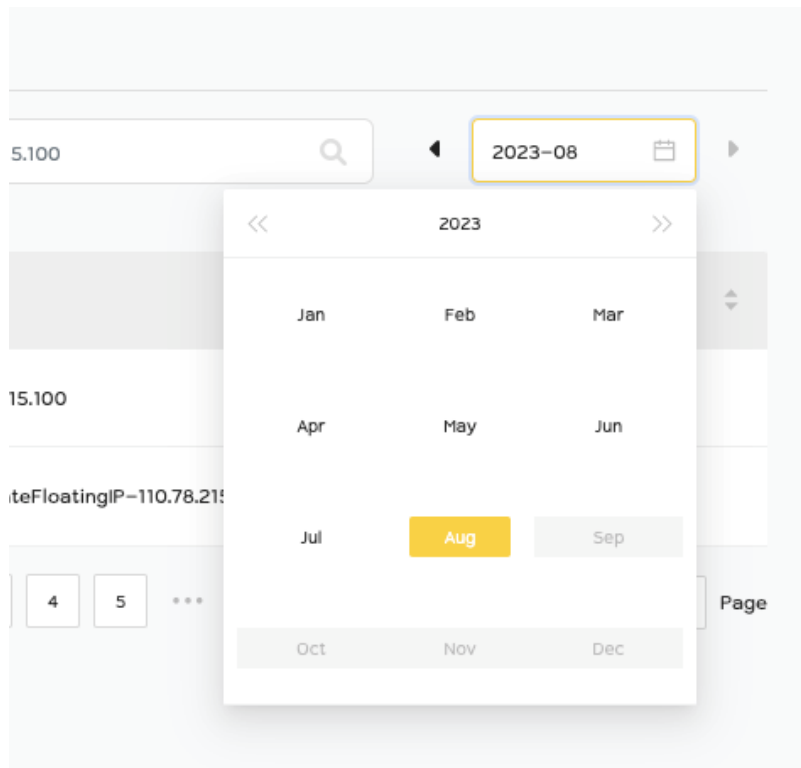 5.100
2023-08
2023
Jan Feb Mar
15.100
Apr May Jun
teFloatingIP-110.78.215
Jul Aug Sep
4 5 ••• Page
Oct Nov Dec